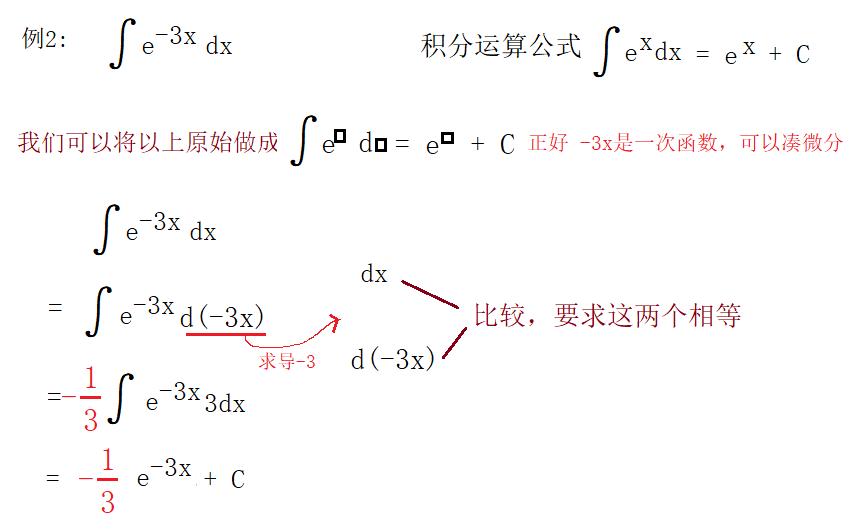 例2: ∫ e^{-3x} dx 积分运算公式 ∫ e^x dx = e^x + C
我们可以将以上原始做成 ∫ e^□ d□ = e^□ + C 正好 -3x是一次函数，可以凑微分
∫ e^{-3x} dx
dx
= ∫ e^{-3x} d(-3x)
比较，要求这两个相等
求导-3
d(-3x)
= -\frac{1}{3} ∫ e^{-3x} 3dx
= -\frac{1}{3} e^{-3x} + C